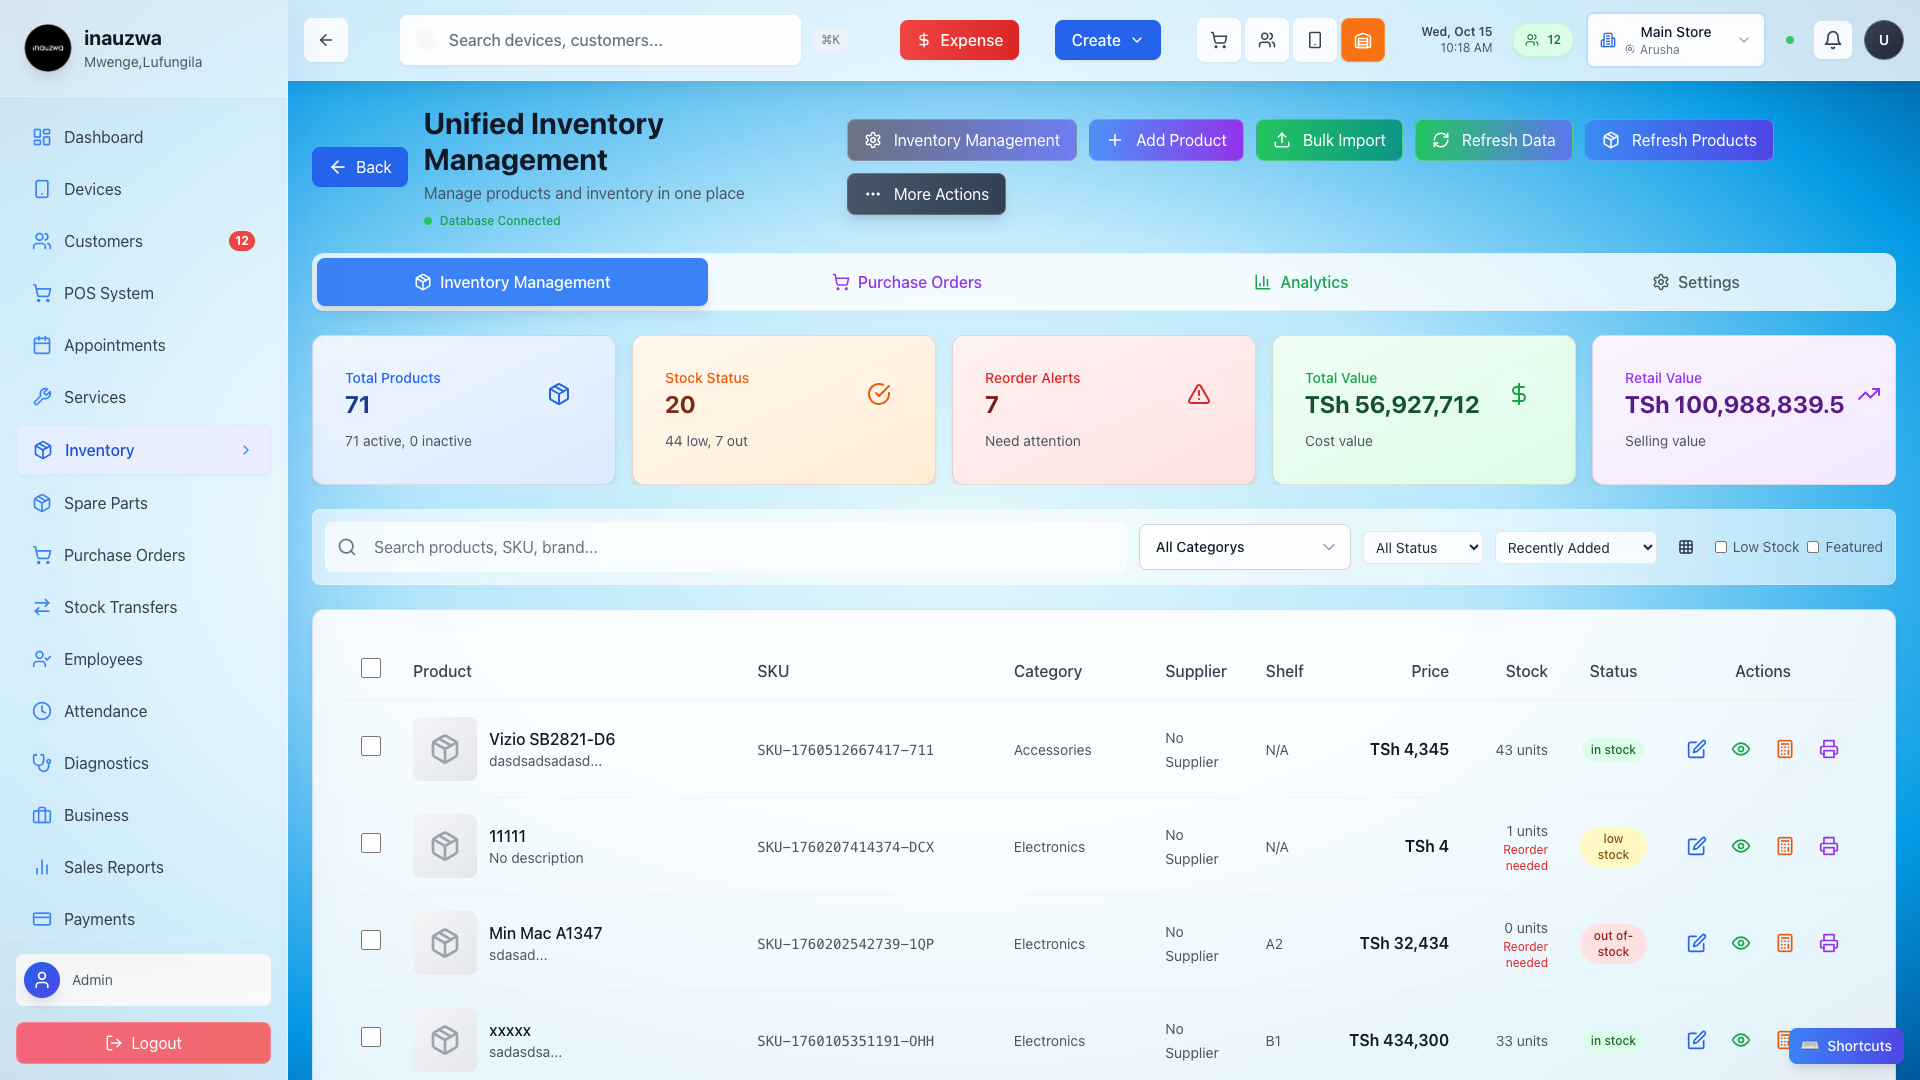 inauzwa
inauzwa
Mwenge,Lufungila
Dashboard
Devices
Customers
12
POS System
Appointments
Services
Inventory
Spare Parts
Purchase Orders
Stock Transfers
Employees
Attendance
Diagnostics
Business
Sales Reports
Payments
Admin
Logout
Search devices, customers...
⌘K
Expense
Create
Wed, Oct 15
10:18 AM
12
Main Store
Arusha
U
Back
Unified Inventory
Management
Manage products and inventory in one place
Database Connected
Inventory Management
Add Product
Bulk Import
Refresh Data
Refresh Products
More Actions
Inventory Management
Purchase Orders
Analytics
Settings
Total Products
71
71 active, 0 inactive
Stock Status
20
44 low, 7 out
Reorder Alerts
7
Need attention
Total Value
TSh 56,927,712
Cost value
Retail Value
TSh 100,988,839.5
Selling value
Search products, SKU, brand...
All Categorys
All Status
Recently Added
Low Stock
Featured
Product SKU Category Supplier Shelf Price Stock Status Actions
Vizio SB2821-D6
dasdsadsadasd...
SKU-1760512667417-711
Accessories
No
Supplier
N/A
TSh 4,345
43 units
in stock
11111
No description
SKU-1760207414374-DCX
Electronics
No
Supplier
N/A
TSh 4
1 units
Reorder
needed
low
stock
Min Mac A1347
sdasad...
SKU-1760202542739-1QP
Electronics
No
Supplier
A2
TSh 32,434
0 units
Reorder
needed
out of-
stock
xxxxx
sadasdsa...
SKU-1760105351191-OHH
Electronics
No
Supplier
B1
TSh 434,300
33 units
in stock
Shortcuts